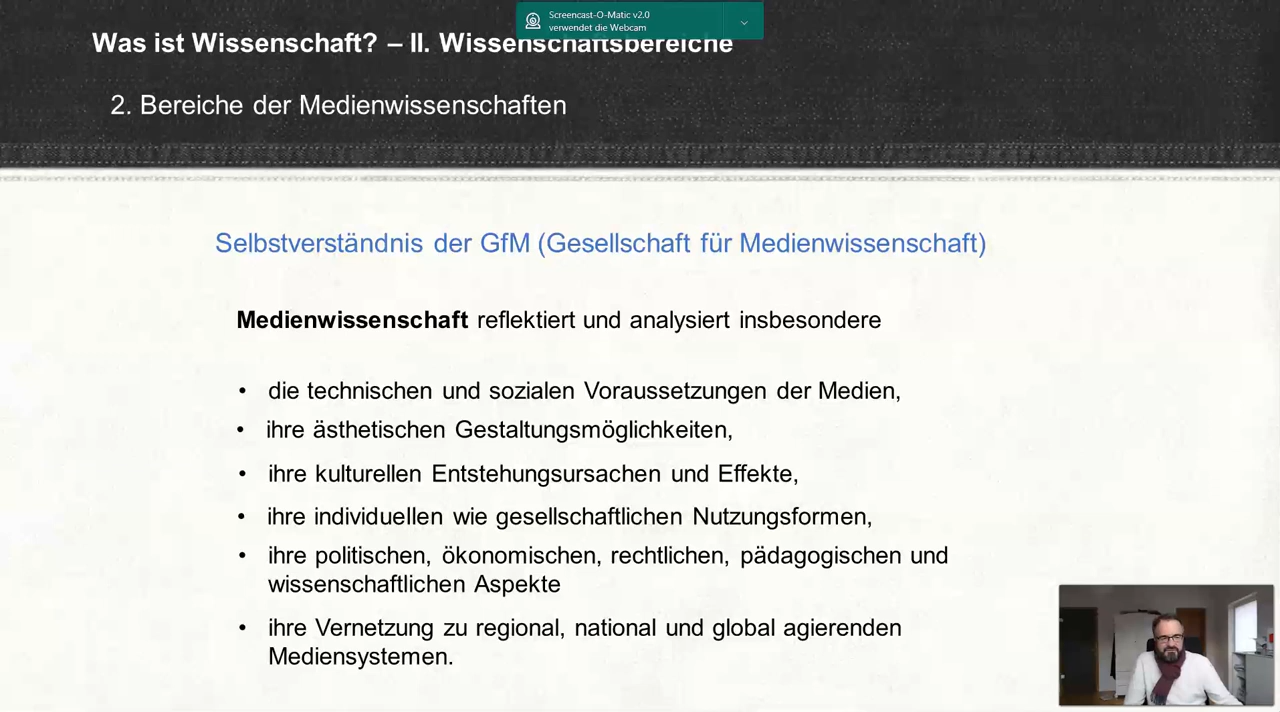 Screencast-O-Matic v2.0
verwendet die Webcam
Was ist Wissenschaft? – II. Wissenschaftsbereiche
2. Bereiche der Medienwissenschaften
Selbstverständnis der GfM (Gesellschaft für Medienwissenschaft)
Medienwissenschaft reflektiert und analysiert insbesondere
• die technischen und sozialen Voraussetzungen der Medien,
• ihre ästhetischen Gestaltungsmöglichkeiten,
• ihre kulturellen Entstehungsursachen und Effekte,
• ihre individuellen wie gesellschaftlichen Nutzungsformen,
• ihre politischen, ökonomischen, rechtlichen, pädagogischen und
wissenschaftlichen Aspekte
• ihre Vernetzung zu regional, national und global agierenden
Mediensystemen.